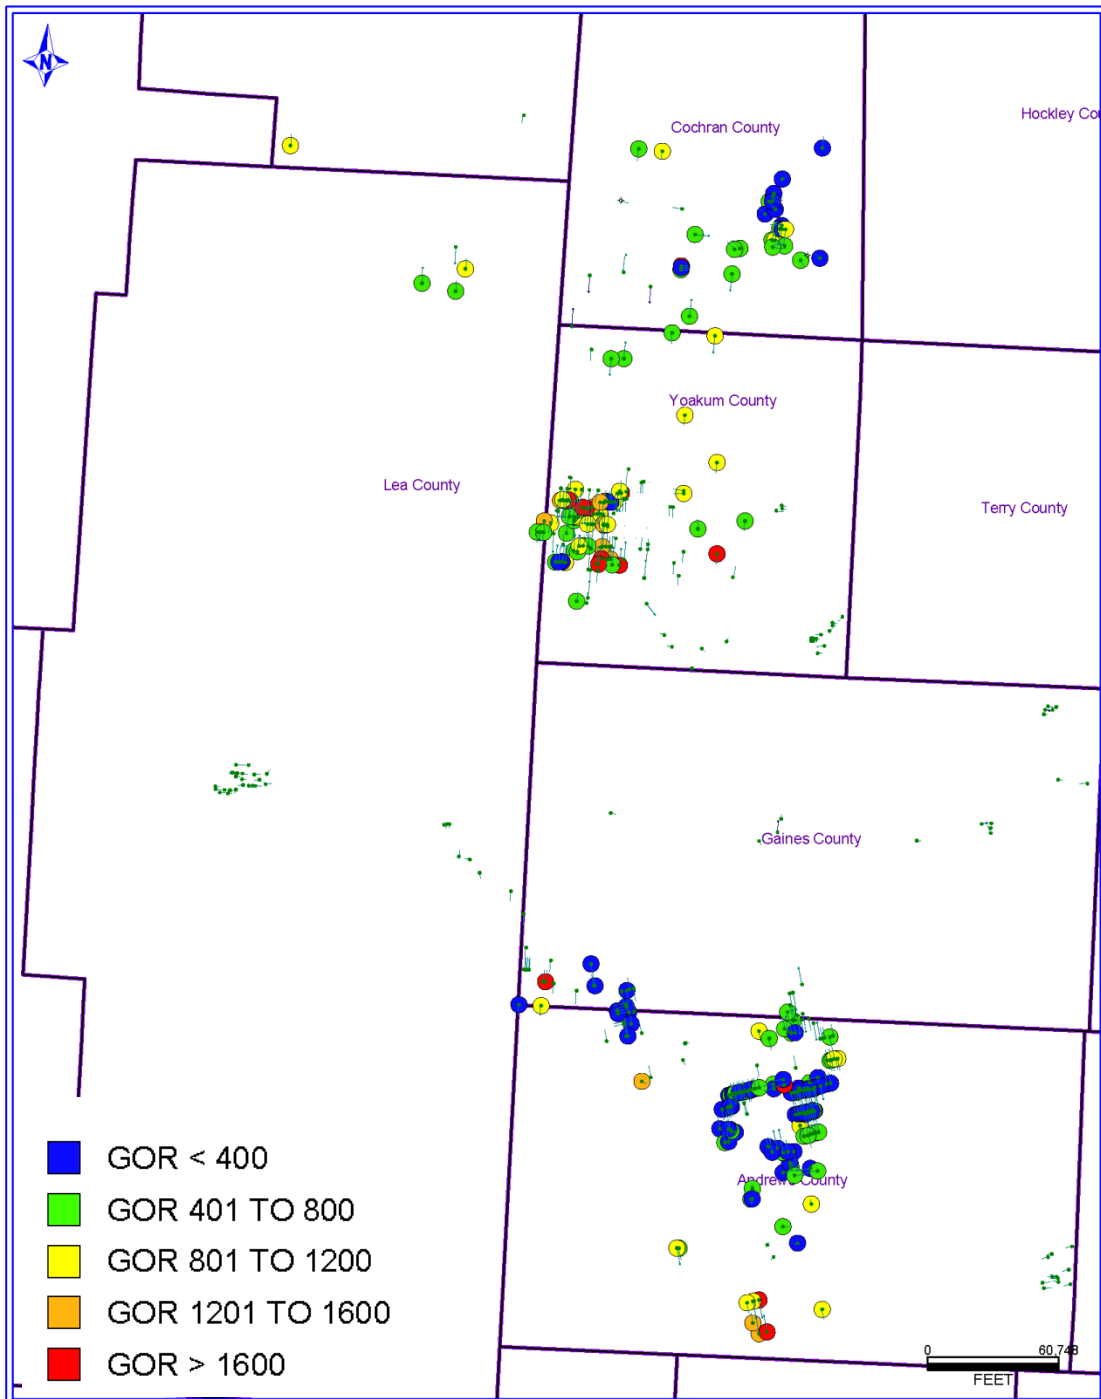 N
Cochran County
Hockley Cou
Yoakum County
Lea County
Terry County
Gaines County
Andrews County
GOR < 400
GOR 401 TO 800
GOR 801 TO 1200
GOR 1201 TO 1600
GOR > 1600
0 60,748
FEET